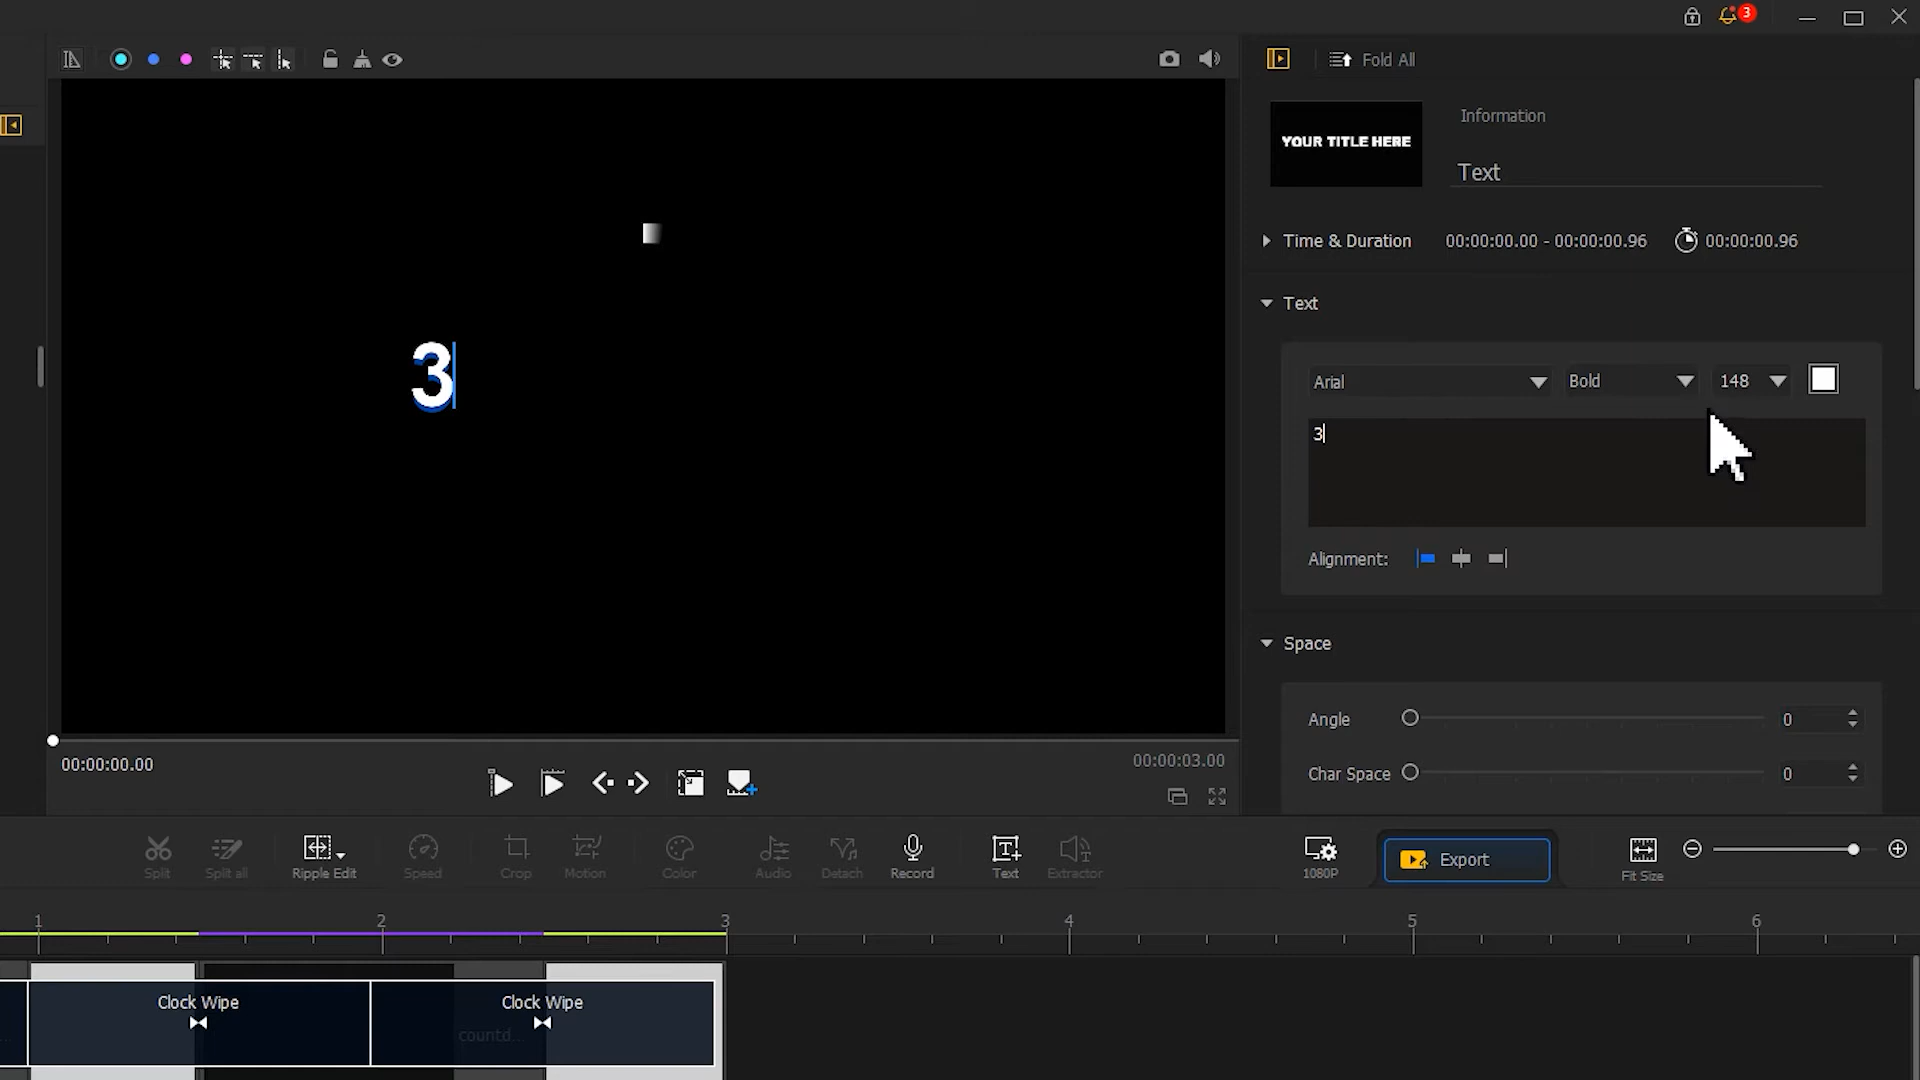 3
Fold All
Information
YOUR TITLE HERE
Text
Time & Duration 00:00:00.00 - 00:00:00.96 00:00:00.96
Text
3
Arial Bold 148
3
Alignment:
Space
Angle 0
Char Space 0
00:00:00.00
00:00:03.00
Split Split all Ripple Edit Speed Crop Motion Color Audio Detach Record Text Extractor 1080P Export Fit Size
1 2 3 4 5 6
Clock Wipe Clock Wipe
... countd...